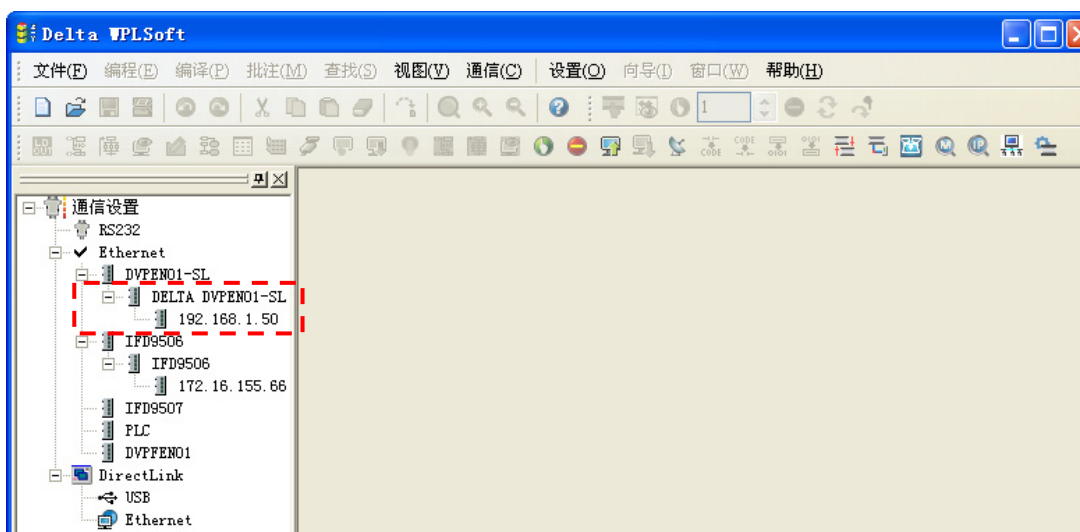 Delta WPLSoft
文件(F) 编程(E) 编译(P) 批注(M) 查找(S) 视图(V) 通信(C) 设置(O) 向导(I) 窗口(W) 帮助(H)
1
通信设置
RS232
Ethernet
DVPEN01-SL
DELTA DVPEN01-SL
192.168.1.50
IFD9506
IFD9506
172.16.155.66
IFD9507
PLC
DVPFEN01
DirectLink
USB
Ethernet